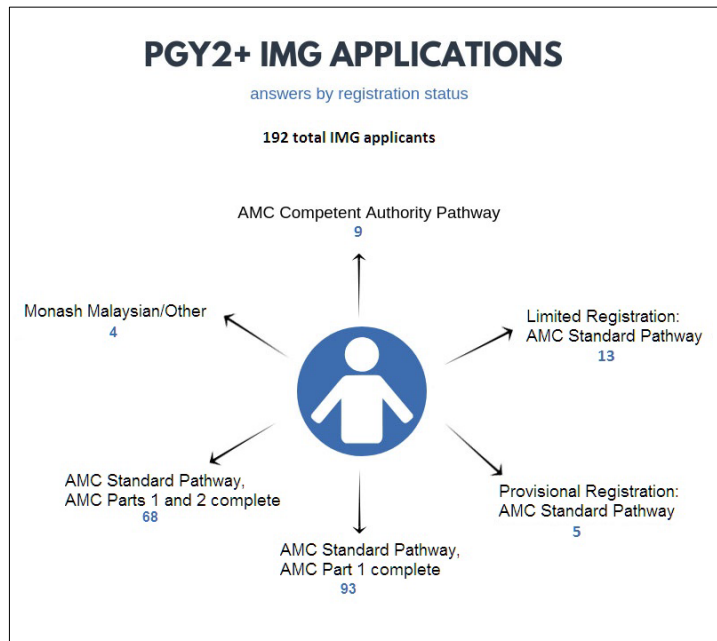 PGY2+ IMG APPLICATIONS
answers by registration status
192 total IMG applicants
AMC Competent Authority Pathway
9
Monash Malaysian/Other
4
Limited Registration:
AMC Standard Pathway
13
AMC Standard Pathway,
AMC Parts 1 and 2 complete
68
Provisional Registration:
AMC Standard Pathway
5
AMC Standard Pathway,
AMC Part 1 complete
93